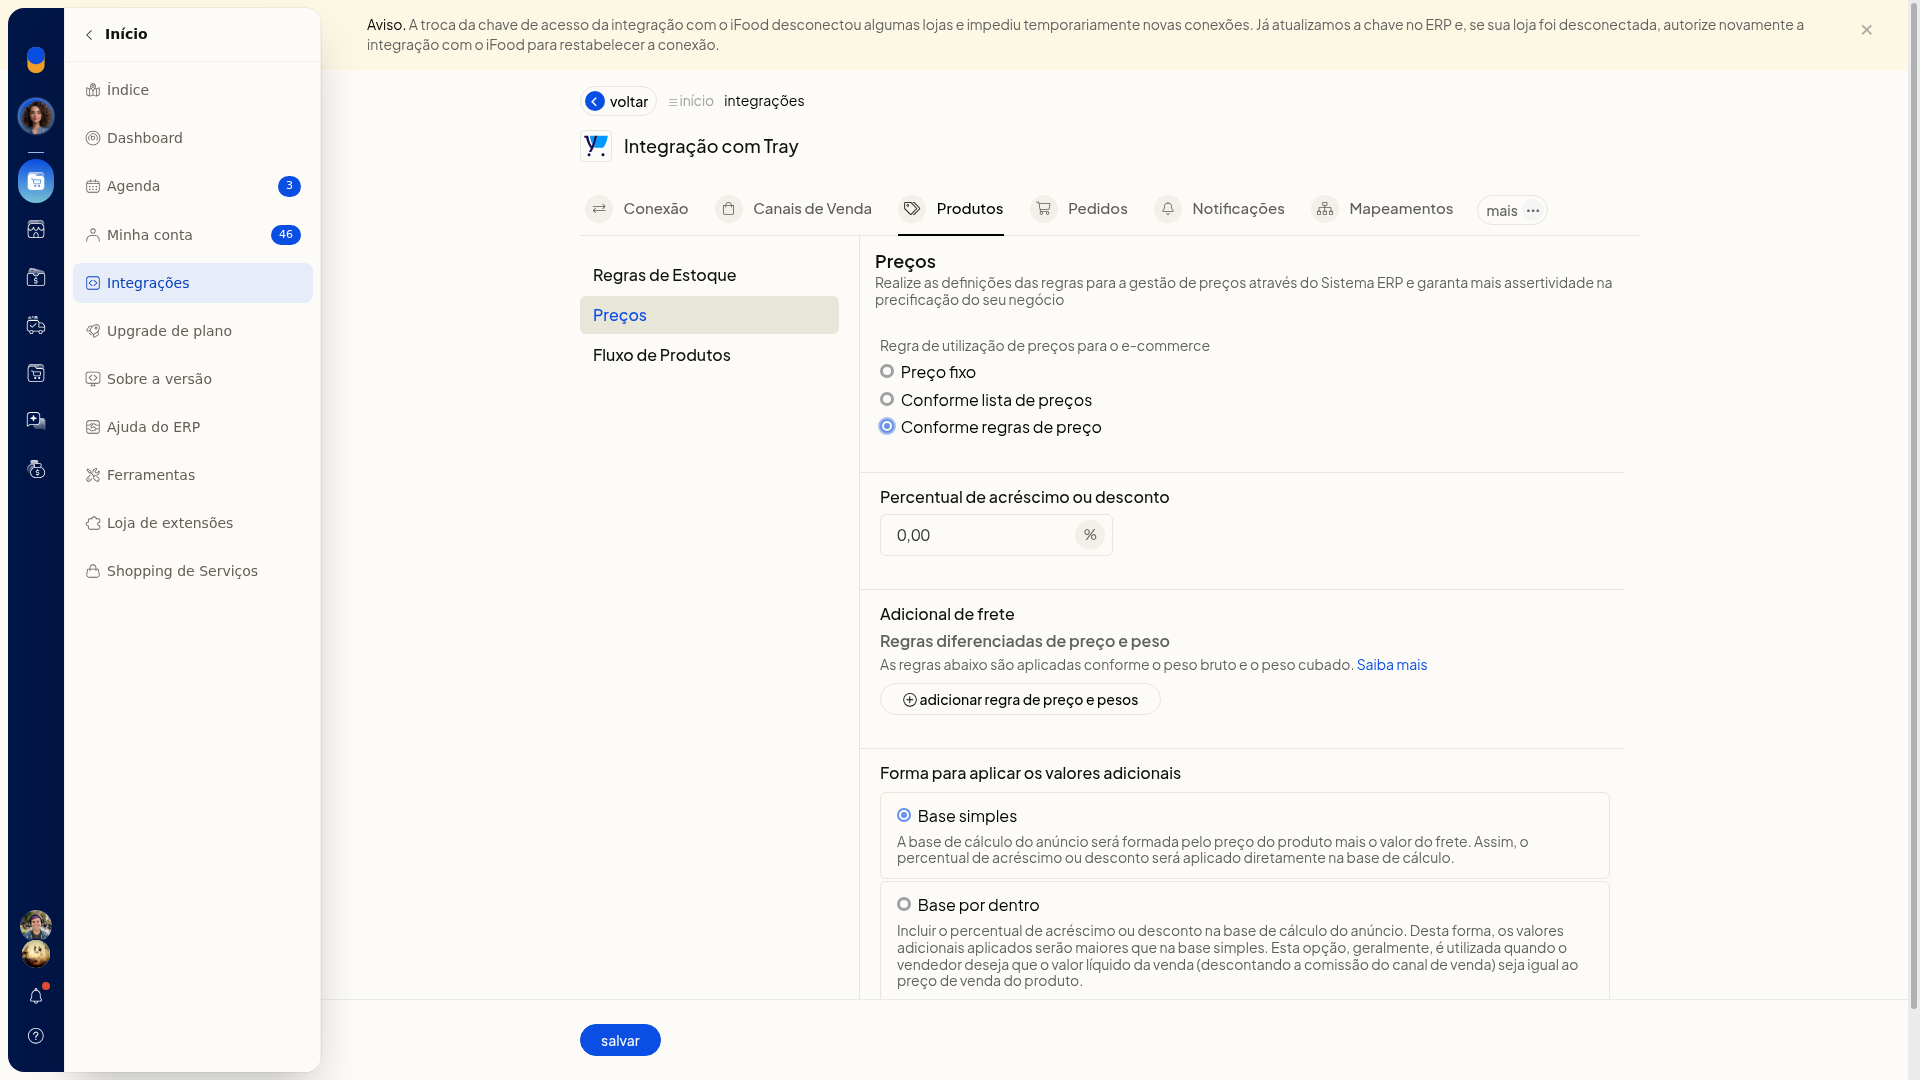 Início
Índice
Dashboard
Agenda
3
Minha conta
46
Integrações
Upgrade de plano
Sobre a versão
Ajuda do ERP
Ferramentas
Loja de extensões
Shopping de Serviços
Aviso. A troca da chave de acesso da integração com o iFood desconectou algumas lojas e impediu temporariamente novas conexões. Já atualizamos a chave no ERP e, se sua loja foi desconectada, autorize novamente a
integração com o iFood para restabelecer a conexão.
voltar
início
integrações
Integração com Tray
Conexão
Canais de Venda
Produtos
Pedidos
Notificações
Mapeamentos
mais
Regras de Estoque
Preços
Fluxo de Produtos
Preços
Realize as definições das regras para a gestão de preços através do Sistema ERP e garanta mais assertividade na
precificação do seu negócio
Regra de utilização de preços para o e-commerce
Preço fixo
Conforme lista de preços
Conforme regras de preço
Percentual de acréscimo ou desconto
0,00 %
Adicional de frete
Regras diferenciadas de preço e peso
As regras abaixo são aplicadas conforme o peso bruto e o peso cubado. Saiba mais
adicionar regra de preço e pesos
Forma para aplicar os valores adicionais
Base simples
A base de cálculo do anúncio será formada pelo preço do produto mais o valor do frete. Assim, o
percentual de acréscimo ou desconto será aplicado diretamente na base de cálculo.
Base por dentro
Incluir o percentual de acréscimo ou desconto na base de cálculo do anúncio. Desta forma, os valores
adicionais aplicados serão maiores que na base simples. Esta opção, geralmente, é utilizada quando o
vendedor deseja que o valor líquido da venda (descontando a comissão do canal de venda) seja igual ao
preço de venda do produto.
salvar